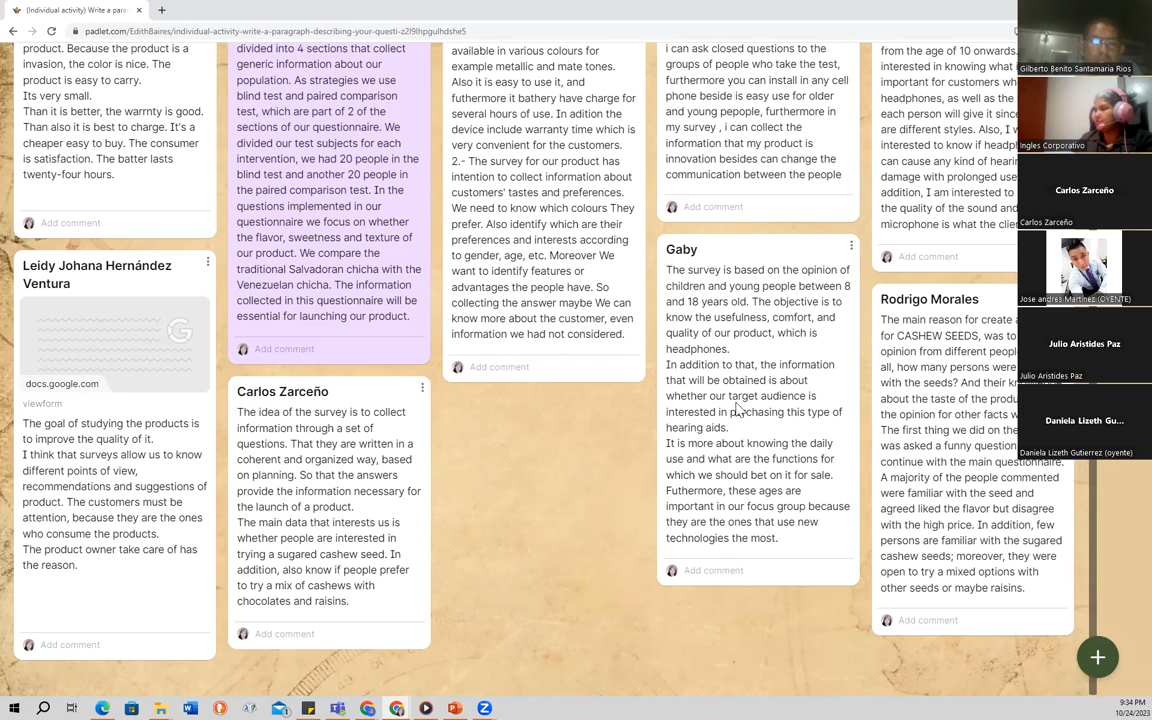 (Individual activity) Write a para
padlet.com/EdithBaires/individual-activity-write-a-paragraph-describing-your-questi-z2l9lhpgulhdshe5
product. Because the product is a
invasion, the color is nice. The
product is easy to carry.
Its very small.
Than it is better, the warrnty is good.
Than also it is best to charge. It's a
cheaper easy to buy. The consumer
is satisfaction. The batter lasts
twenty-four hours.
Add comment
Leidy Johana Hernández
Ventura
docs.google.com
viewform
The goal of studying the products is
to improve the quality of it.
I think that surveys allow us to know
different points of view,
recommendations and suggestions of
product. The customers must be
attention, because they are the ones
who consume the products.
The product owner take care of has
the reason.
Add comment
divided into 4 sections that collect
generic information about our
population. As strategies we use
blind test and paired comparison
test, which are part of 2 of the
sections of our questionnaire. We
divided our test subjects for each
intervention, we had 20 people in the
blind test and another 20 people in
the paired comparison test. In the
questions implemented in our
questionnaire we focus on whether
the flavor, sweetness and texture of
our product. We compare the
traditional Salvadoran chicha with the
Venezuelan chicha. The information
collected in this questionnaire will be
essential for launching our product.
Add comment
Carlos Zarceño
The idea of the survey is to collect
information through a set of
questions. That they are written in a
coherent and organized way, based
on planning. So that the answers
provide the information necessary for
the launch of a product.
The main data that interests us is
whether people are interested in
trying a sugared cashew seed. In
addition, also know if people prefer
to try a mix of cashews with
chocolates and raisins.
Add comment
available in various colours for
example metallic and mate tones.
Also it is easy to use it, and
futhermore it bathery have charge for
several hours of use. In adition the
device include warranty time which is
very convenient for the customers.
2.- The survey for our product has
intention to collect information about
customers' tastes and preferences.
We need to know which colours They
prefer. Also identify which are their
preferences and interests according
to gender, age, etc. Moreover We
want to identify features or
advantages the people have. So
collecting the answer maybe We can
know more about the customer, even
information we had not considered.
Add comment
i can ask closed questions to the
groups of people who take the test,
furthermore you can install in any cell
phone beside is easy use for older
and young people, furthermore in
my survey , i can collect the
information that my product is
innovation besides can change the
communication between the people
Add comment
Gaby
The survey is based on the opinion of
children and young people between 8
and 18 years old. The objective is to
know the usefulness, comfort, and
quality of our product, which is
headphones.
In addition to that, the information
that will be obtained is about
whether our target audience is
interested in purchasing this type of
hearing aids.
It is more about knowing the daily
use and what are the functions for
which we should bet on it for sale.
Futhermore, these ages are
important in our focus group because
they are the ones that use new
technologies the most.
Add comment
from the age of 10 onwards.
interested in knowing what i
important for customers wh
headphones, as well as the
each person will give it since
are different styles. Also, I w
interested to know if headp
can cause any kind of hearin
damage with prolonged use
addition, I am interested to
the quality of the sound and
microphone is what the clie
Add comment
Rodrigo Morales
The main reason for create a
for CASHEW SEEDS, was to
opinion from different people
all, how many persons were
with the seeds? And their kn
about the taste of the produ
the opinion for other facts w
The first thing we did on the
was asked a funny question
continue with the main questionnaire.
A majority of the people commented
were familiar with the seed and
agreed liked the flavor but disagree
with the high price. In addition, few
persons are familiar with the sugared
cashew seeds; moreover, they were
open to try a mixed options with
other seeds or maybe raisins.
Add comment
Gilberto Benito Santamaria Rios
Ingles Corporativo
Carlos Zarceño
Carlos Zarceño
Jose andres Martinez (OYENTE)
Julio Aristides Paz
Julio Aristides Paz
Daniela Lizeth Gu...
Daniela Lizeth Gutierrez (oyente)
9:34 PM
10/24/2023